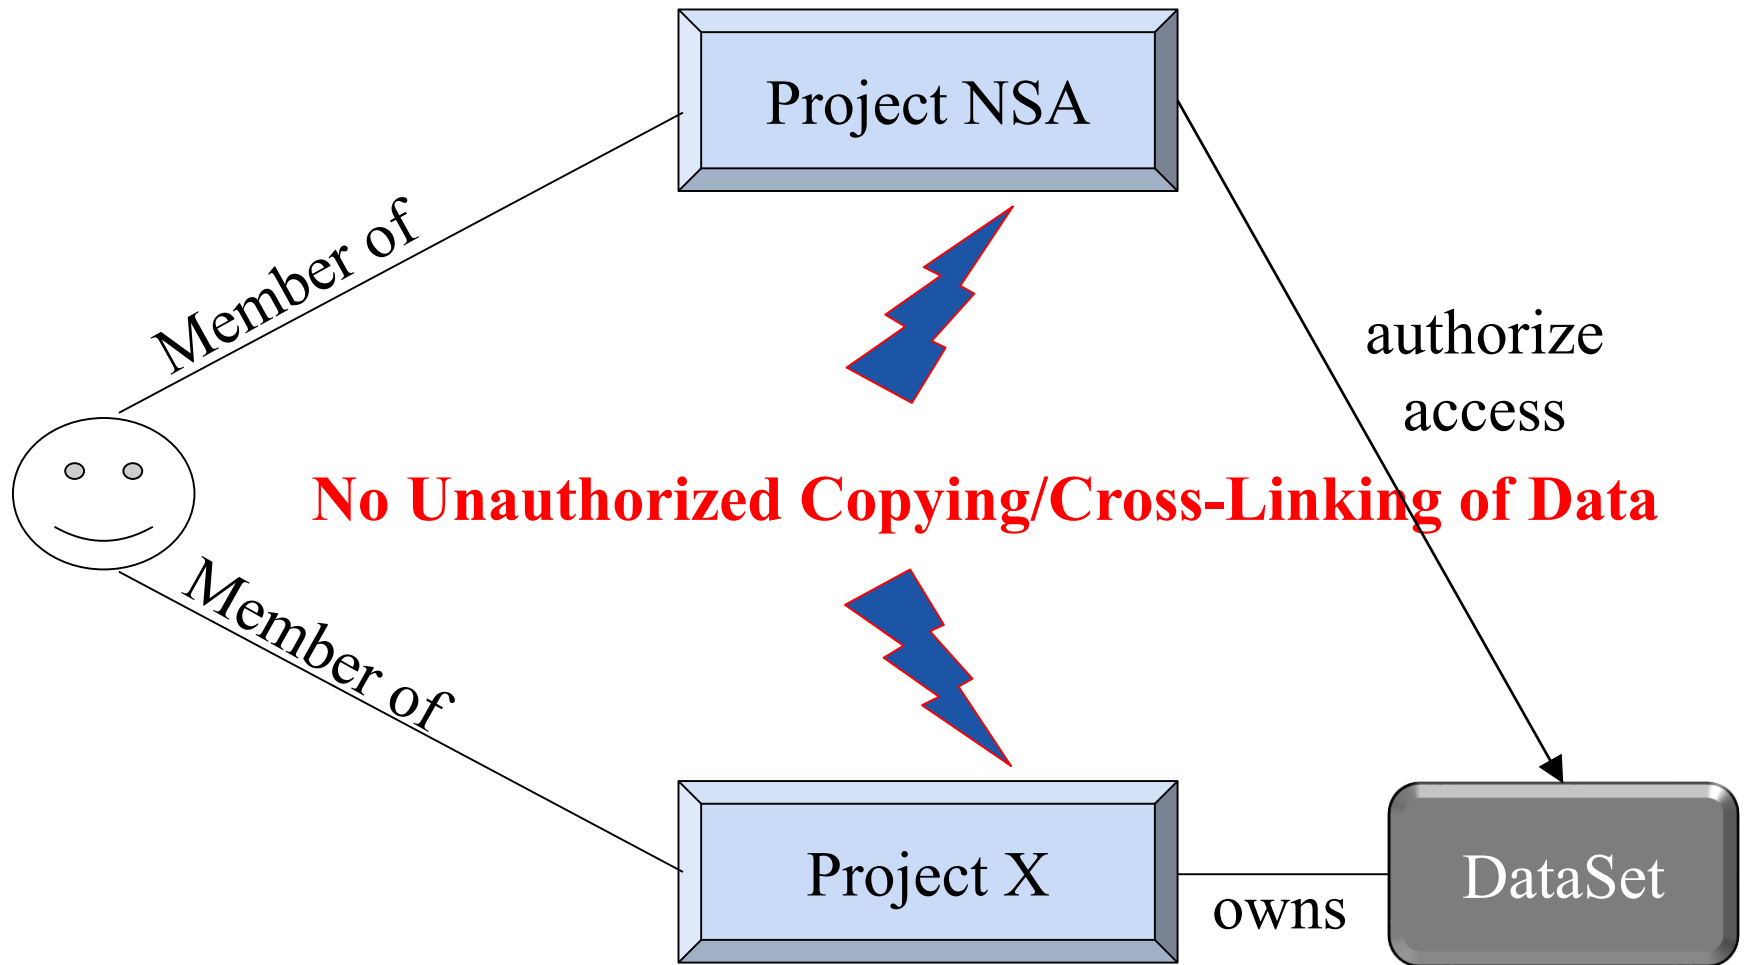 Project NSA
Member of
authorize
access
No Unauthorized Copying/Cross-Linking of Data
Member of
Project X
owns
DataSet